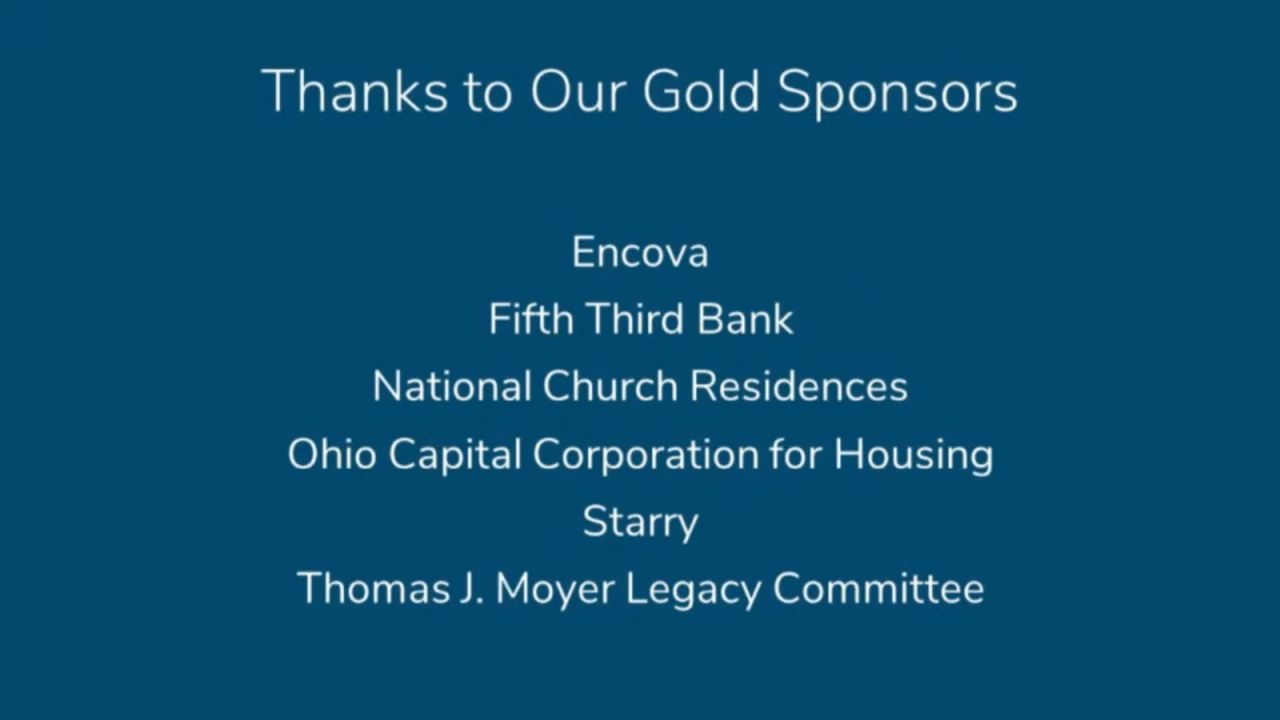 Thanks to Our Gold Sponsors
Encova
Fifth Third Bank
National Church Residences
Ohio Capital Corporation for Housing
Starry
Thomas J. Moyer Legacy Committee